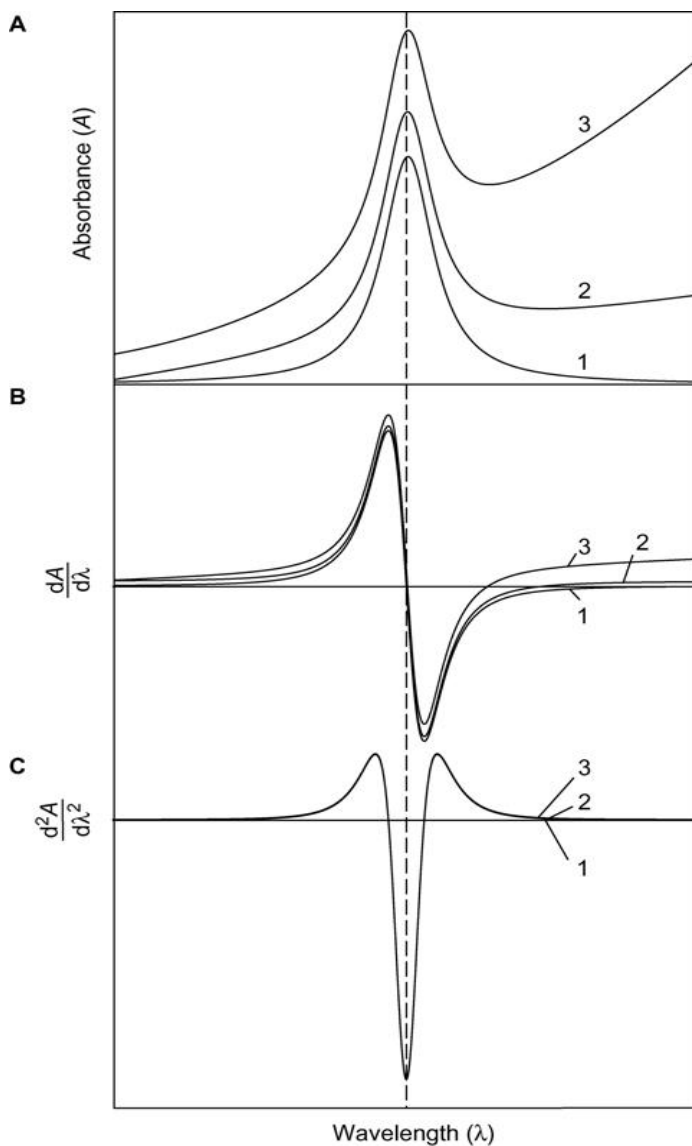 A
Absorbance (A)
3
2
1
B
dA
dλ
3
2
1
C
d²A
dλ²
3
2
1
Wavelength (λ)